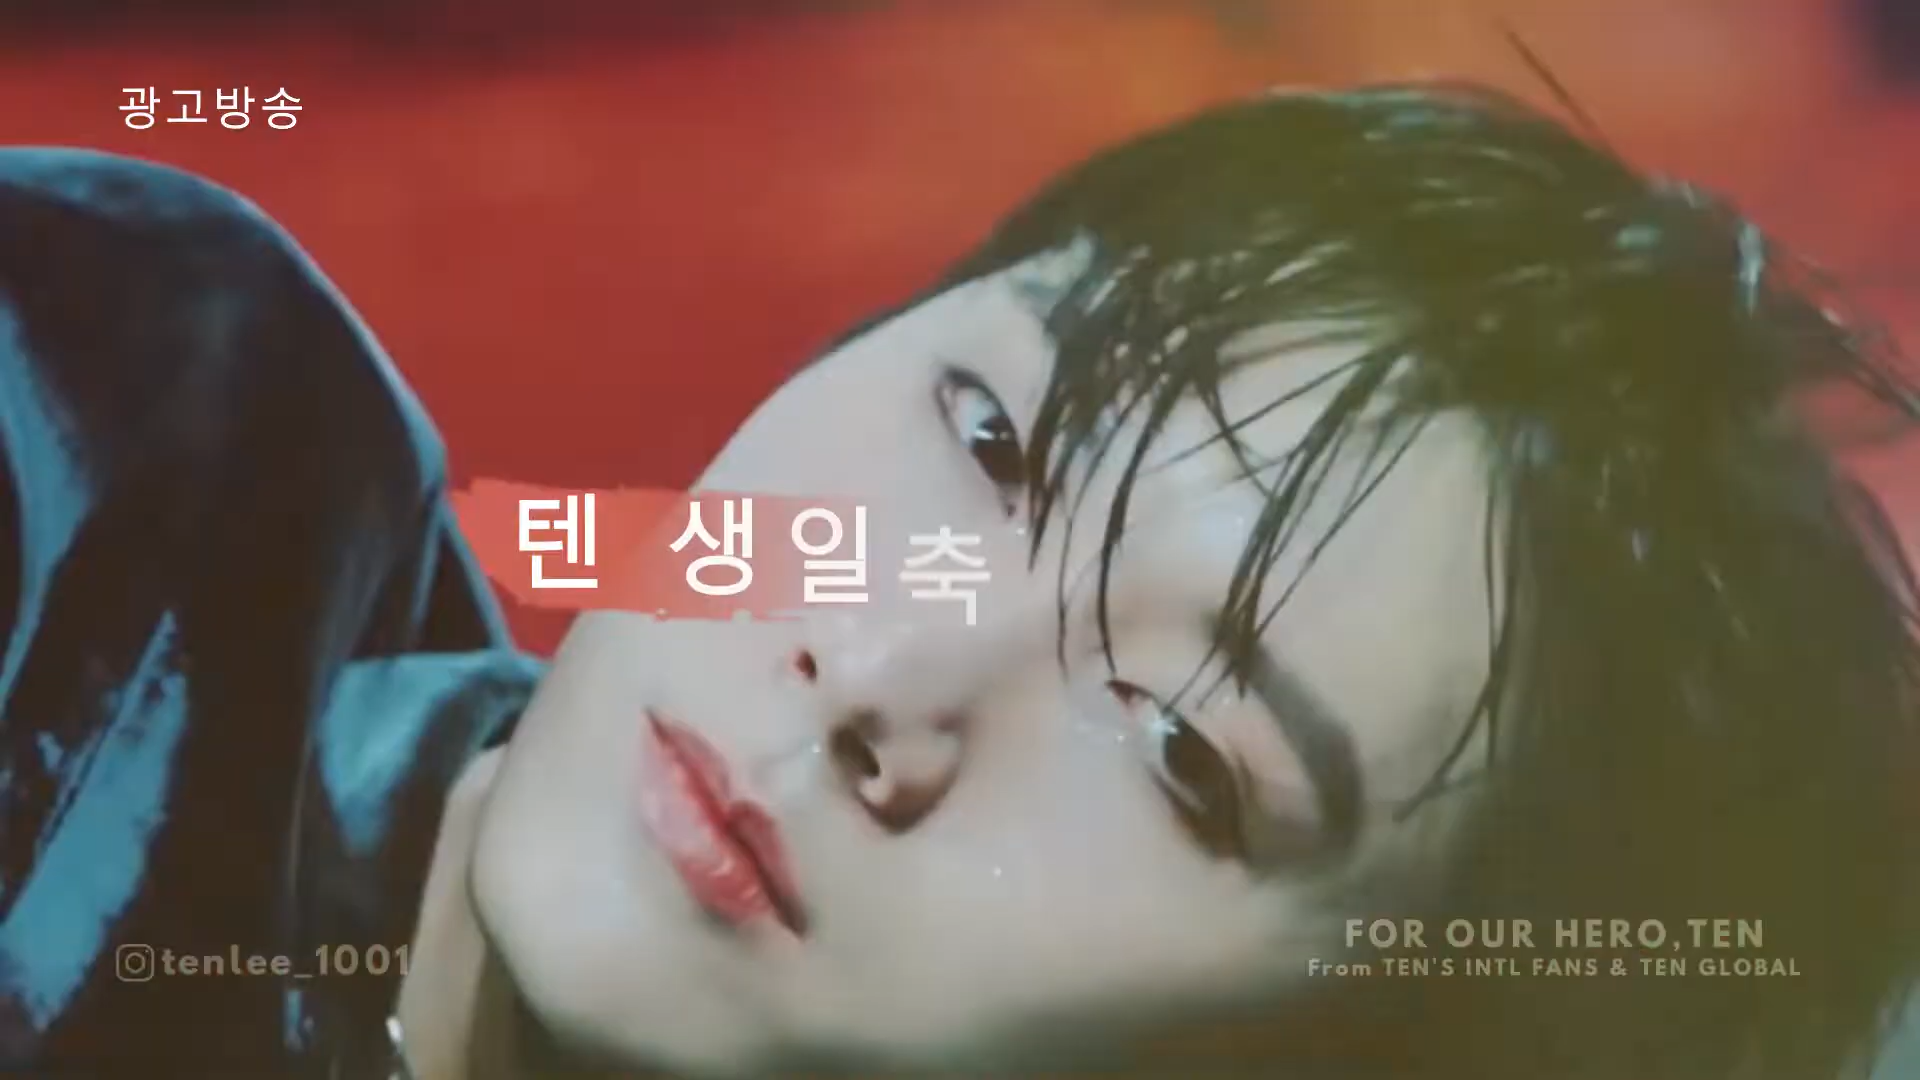 광고방송
텐 생일축
tenlee_1001
FOR OUR HERO,TEN
From TEN'S INTL FANS & TEN GLOBAL